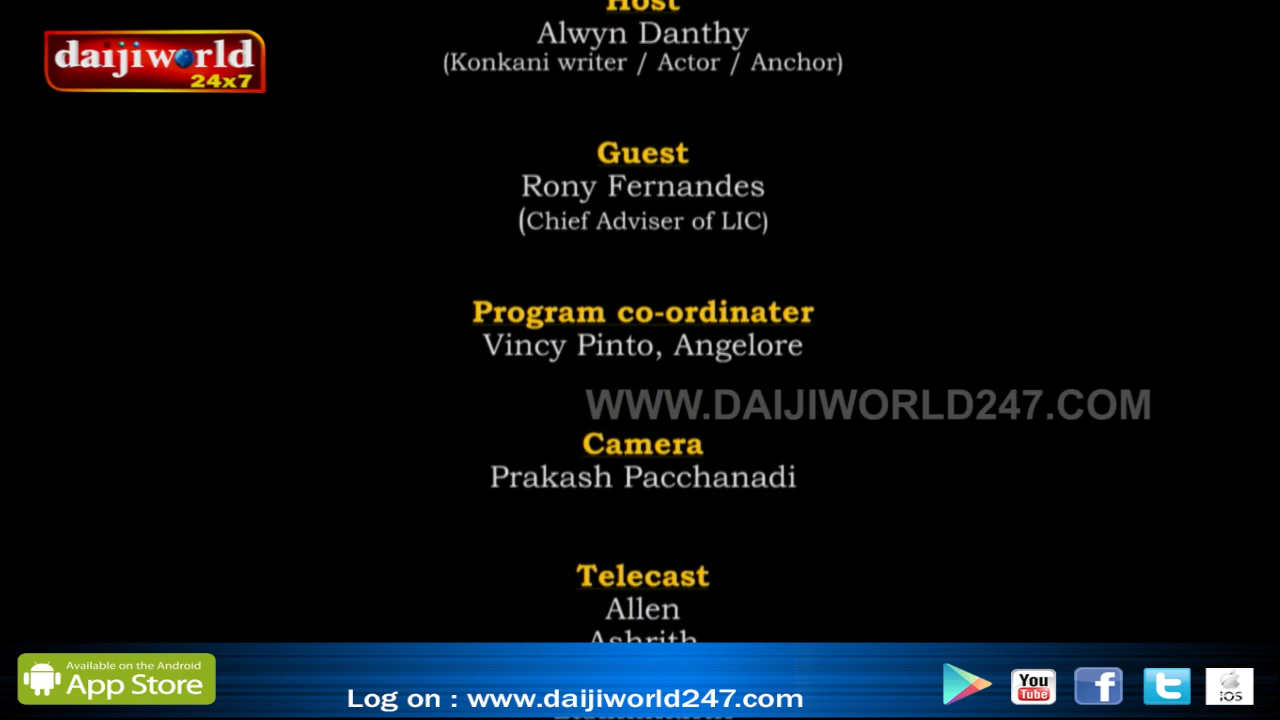 Host
Alwyn Danthy
(Konkani writer / Actor / Anchor)
daijiworld
24x7
Guest
Rony Fernandes
(Chief Adviser of LIC)
Program co-ordinater
Vincy Pinto, Angelore
WWW.DAIJIWORLD247.COM
Camera
Prakash Pacchanadi
Telecast
Allen
Ashrith
Available on the Android
App Store
Log on : www.daijiworld247.com
You
Tube
f
t
iOS